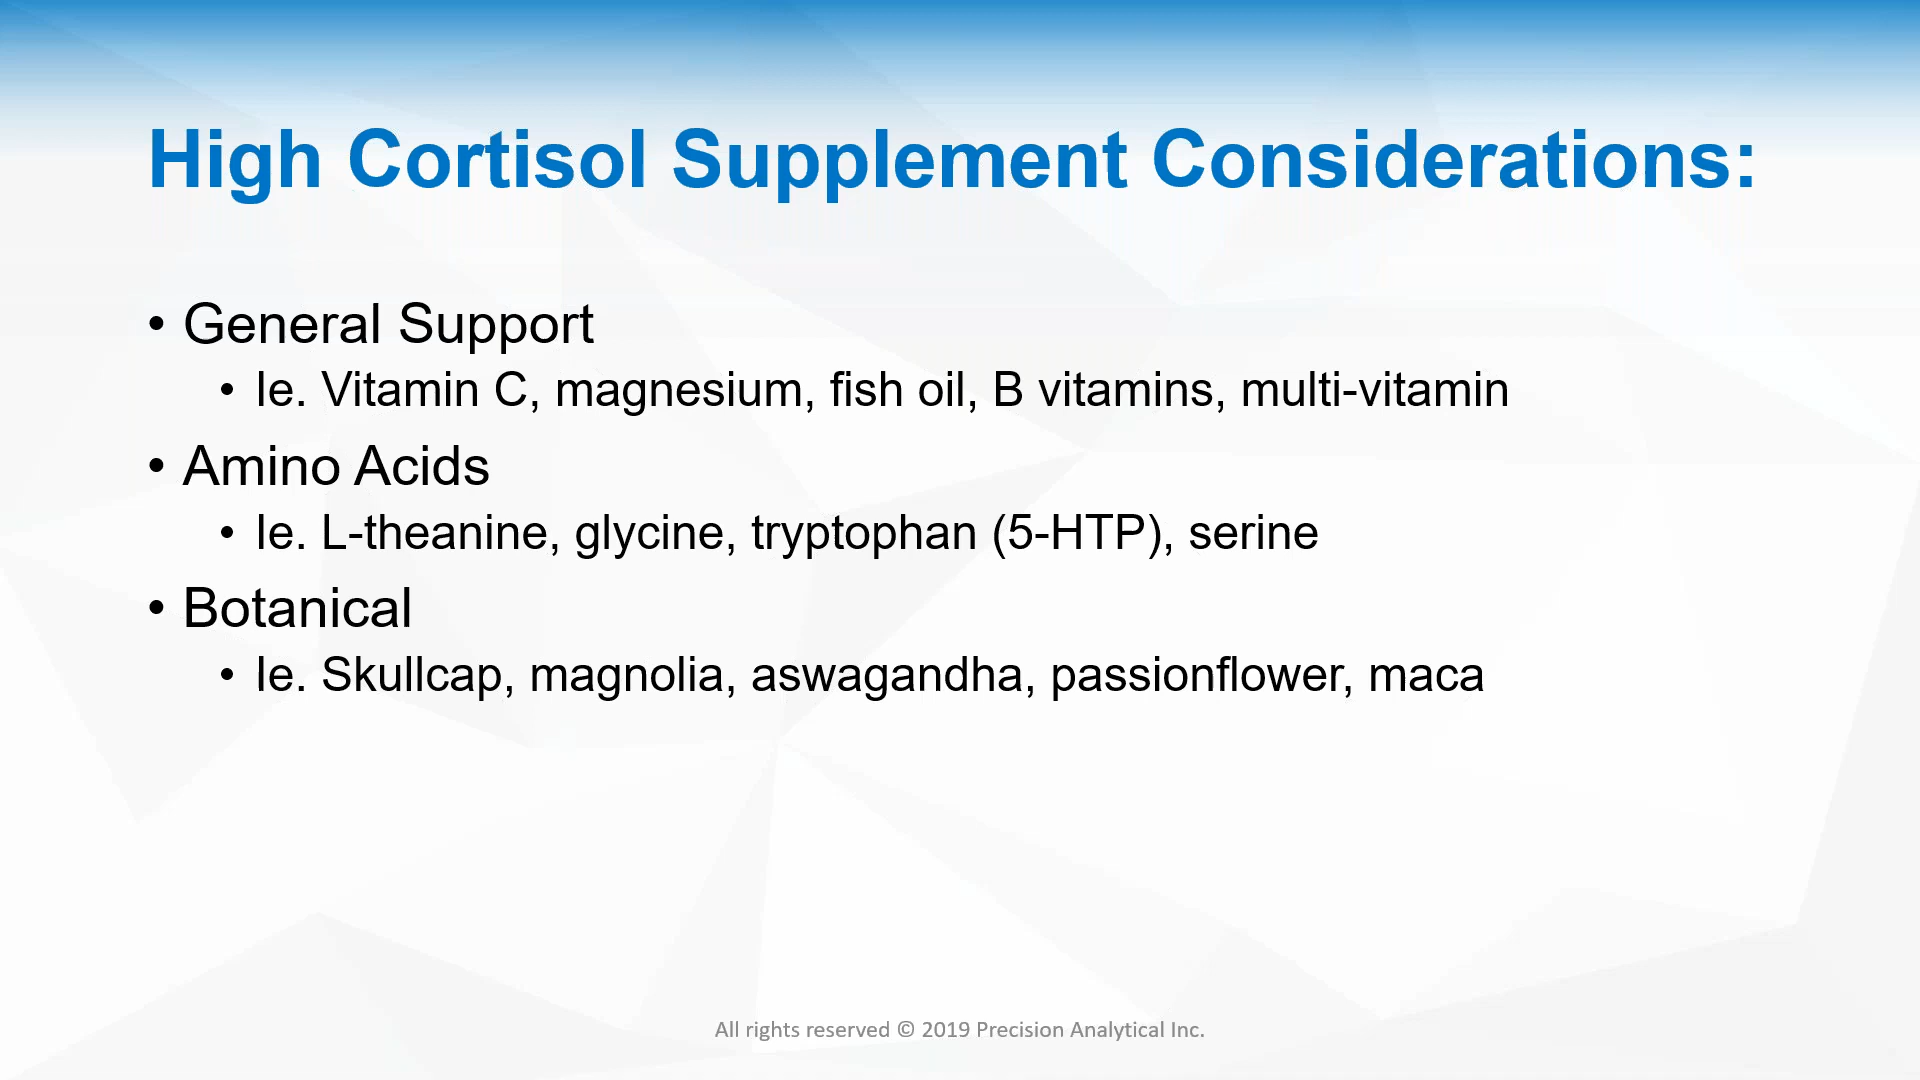 High Cortisol Supplement Considerations:
• General Support
• Ie. Vitamin C, magnesium, fish oil, B vitamins, multi-vitamin
• Amino Acids
• Ie. L-theanine, glycine, tryptophan (5-HTP), serine
• Botanical
• Ie. Skullcap, magnolia, aswagandha, passionflower, maca
All rights reserved © 2019 Precision Analytical Inc.